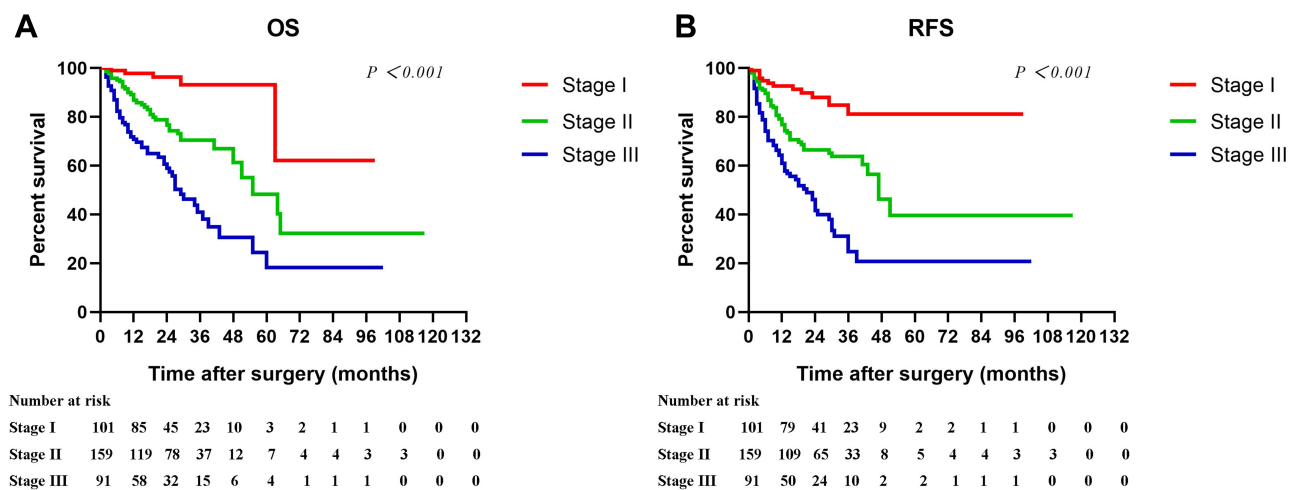 A
OS
P <0.001
Percent survival
100
80
60
40
20
0
0 12 24 36 48 60 72 84 96 108 120 132
Time after surgery (months)
Stage I
Stage II
Stage III
Number at risk
Stage I 101 85 45 23 10 3 2 1 1 0 0 0
Stage II 159 119 78 37 12 7 4 4 3 3 0 0
Stage III 91 58 32 15 6 4 1 1 1 0 0 0
B
RFS
P <0.001
Percent survival
100
80
60
40
20
0
0 12 24 36 48 60 72 84 96 108 120 132
Time after surgery (months)
Stage I
Stage II
Stage III
Number at risk
Stage I 101 79 41 23 9 2 2 1 1 0 0 0
Stage II 159 109 65 33 8 5 4 4 3 3 0 0
Stage III 91 50 24 10 2 2 1 1 1 0 0 0